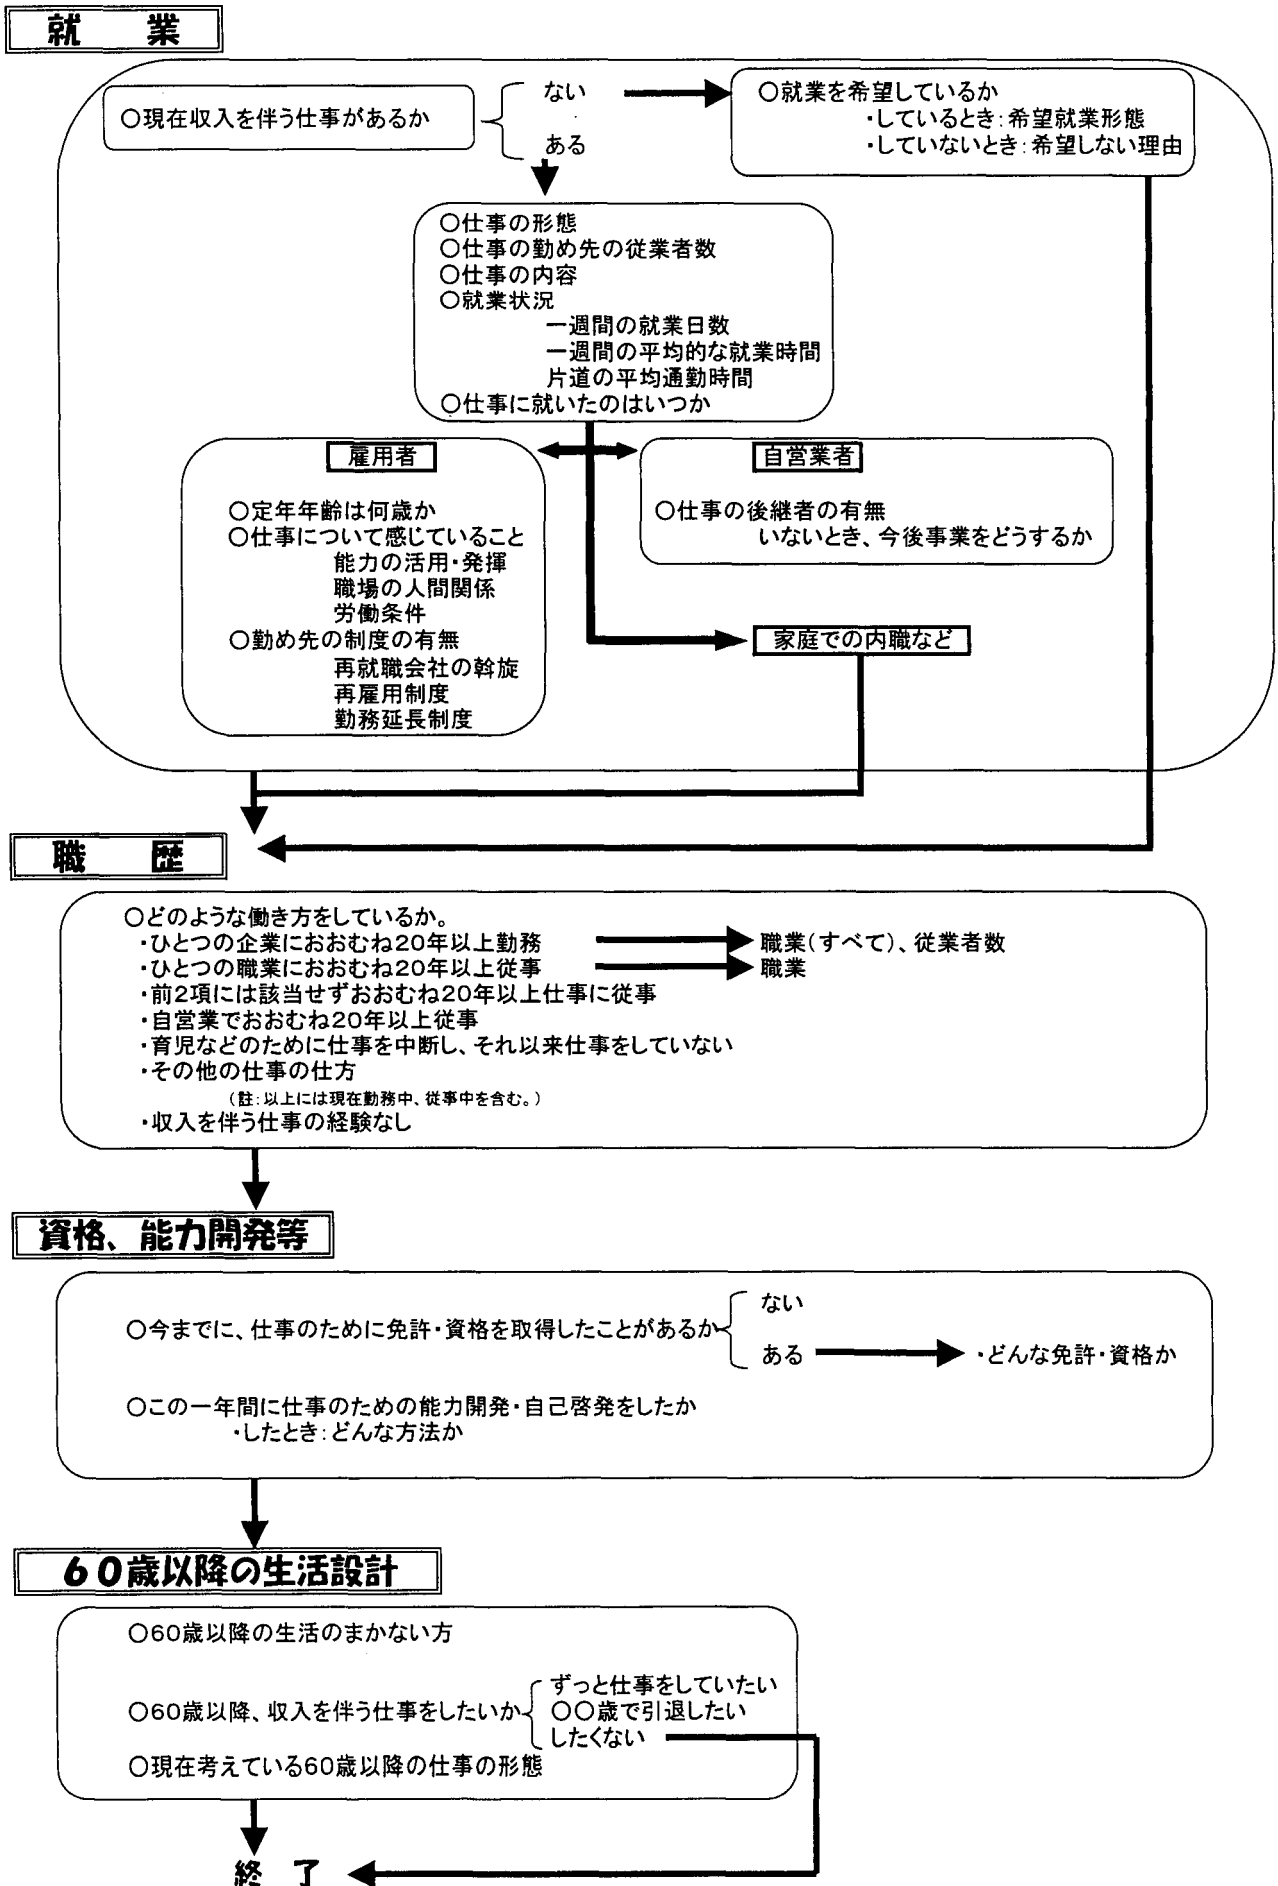 就 業
○現在収入を伴う仕事があるか
ない
ある
○就業を希望しているか
・しているとき:希望就業形態
・していないとき:希望しない理由
○仕事の形態
○仕事の勤め先の従業者数
○仕事の内容
○就業状況
一週間の就業日数
一週間の平均的な就業時間
片道の平均通勤時間
○仕事に就いたのはいつか
雇用者
○定年年齢は何歳か
○仕事について感じていること
能力の活用・発揮
職場の人間関係
労働条件
○勤め先の制度の有無
再就職会社の斡旋
再雇用制度
勤務延長制度
自営業者
○仕事の後継者の有無
いないとき、今後事業をどうするか
家庭での内職など
職 歴
○どのような働き方をしているか。
・ひとつの企業におおむね20年以上勤務
職業(すべて)、従業者数
・ひとつの職業におおむね20年以上従事
職業
・前2項には該当せずおおむね20年以上仕事に従事
・自営業でおおむね20年以上従事
・育児などのために仕事を中断し、それ以来仕事をしていない
・その他の仕事の仕方
(註:以上には現在勤務中、従事中を含む。)
・収入を伴う仕事の経験なし
資格、能力開発等
○今までに、仕事のために免許・資格を取得したことがあるか
ない
ある
・どんな免許・資格か
○この一年間に仕事のための能力開発・自己啓発をしたか
・したとき:どんな方法か
60歳以降の生活設計
○60歳以降の生活のまかない方
○60歳以降、収入を伴う仕事をしたいか
ずっと仕事をしていたい
○○歳で引退したい
したくない
○現在考えている60歳以降の仕事の形態
終 了